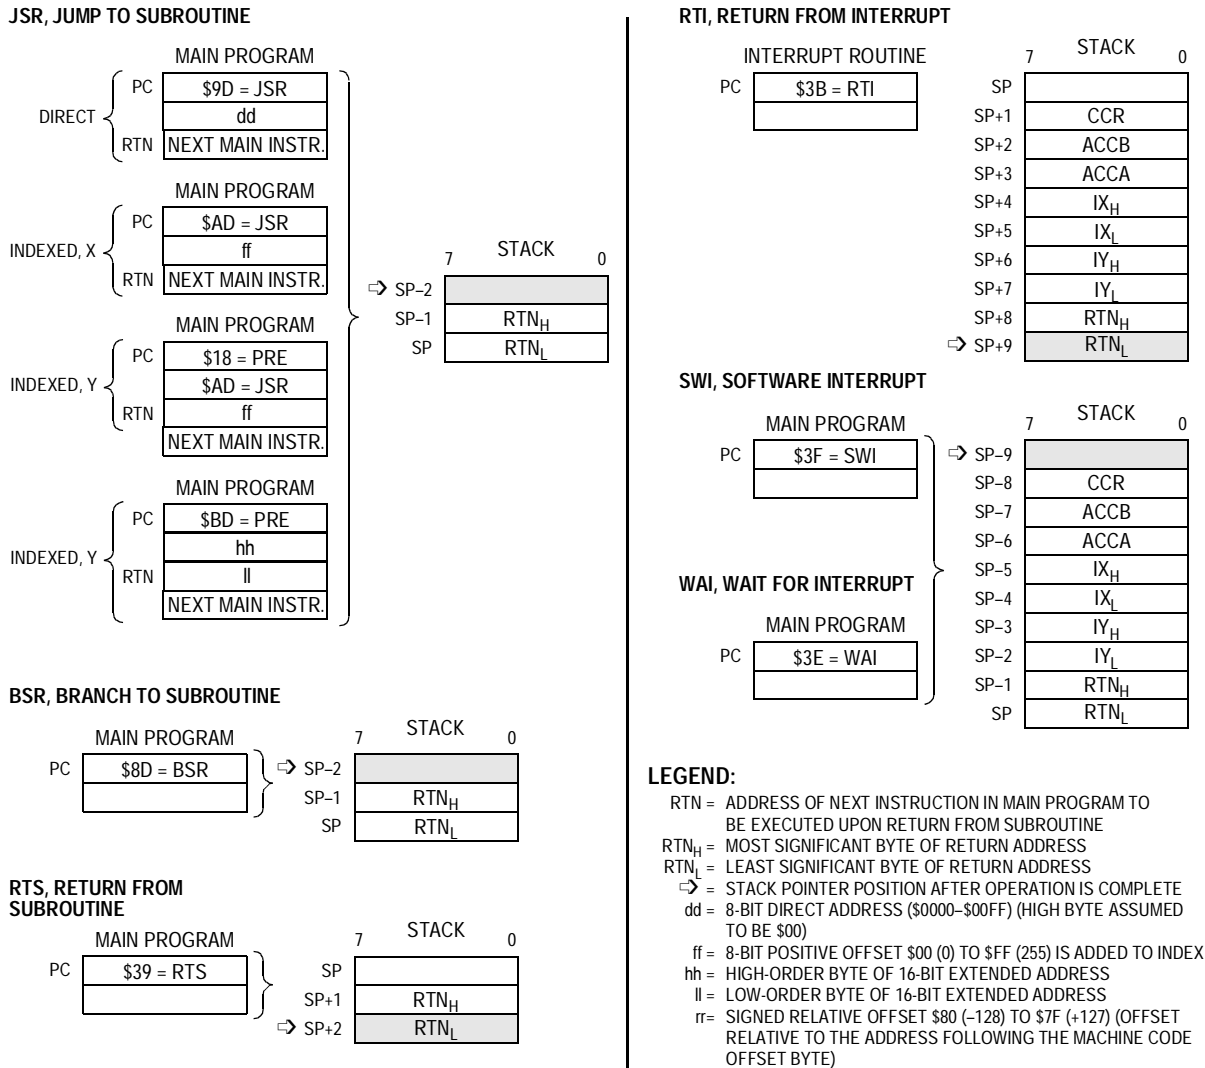 JSR, JUMP TO SUBROUTINE
MAIN PROGRAM
DIRECT
PC $9D = JSR
dd
RTN NEXT MAIN INSTR.
MAIN PROGRAM
INDEXED, X
PC $AD = JSR
ff
RTN NEXT MAIN INSTR.
MAIN PROGRAM
INDEXED, Y
PC $18 = PRE
$AD = JSR
RTN ff
NEXT MAIN INSTR.
MAIN PROGRAM
INDEXED, Y
PC $BD = PRE
hh
RTN ll
NEXT MAIN INSTR.
7 STACK 0
SP–2
SP–1 RTNH
SP RTNL
BSR, BRANCH TO SUBROUTINE
MAIN PROGRAM
PC $8D = BSR
7 STACK 0
SP–2
SP–1 RTNH
SP RTNL
RTS, RETURN FROM
SUBROUTINE
MAIN PROGRAM
PC $39 = RTS
7 STACK 0
SP
SP+1 RTNH
SP+2 RTNL
RTI, RETURN FROM INTERRUPT
INTERRUPT ROUTINE
PC $3B = RTI
7 STACK 0
SP
SP+1 CCR
SP+2 ACCB
SP+3 ACCA
SP+4 IXH
SP+5 IXL
SP+6 IYH
SP+7 IYL
SP+8 RTNH
SP+9 RTNL
SWI, SOFTWARE INTERRUPT
MAIN PROGRAM
PC $3F = SWI
WAI, WAIT FOR INTERRUPT
MAIN PROGRAM
PC $3E = WAI
7 STACK 0
SP–9
SP–8 CCR
SP–7 ACCB
SP–6 ACCA
SP–5 IXH
SP–4 IXL
SP–3 IYH
SP–2 IYL
SP–1 RTNH
SP RTNL
LEGEND:
RTN = ADDRESS OF NEXT INSTRUCTION IN MAIN PROGRAM TO
BE EXECUTED UPON RETURN FROM SUBROUTINE
RTNH = MOST SIGNIFICANT BYTE OF RETURN ADDRESS
RTNL = LEAST SIGNIFICANT BYTE OF RETURN ADDRESS
➩ = STACK POINTER POSITION AFTER OPERATION IS COMPLETE
dd = 8-BIT DIRECT ADDRESS ($0000–$00FF) (HIGH BYTE ASSUMED
TO BE $00)
ff = 8-BIT POSITIVE OFFSET $00 (0) TO $FF (255) IS ADDED TO INDEX
hh = HIGH-ORDER BYTE OF 16-BIT EXTENDED ADDRESS
ll = LOW-ORDER BYTE OF 16-BIT EXTENDED ADDRESS
rr= SIGNED RELATIVE OFFSET $80 (–128) TO $7F (+127) (OFFSET
RELATIVE TO THE ADDRESS FOLLOWING THE MACHINE CODE
OFFSET BYTE)